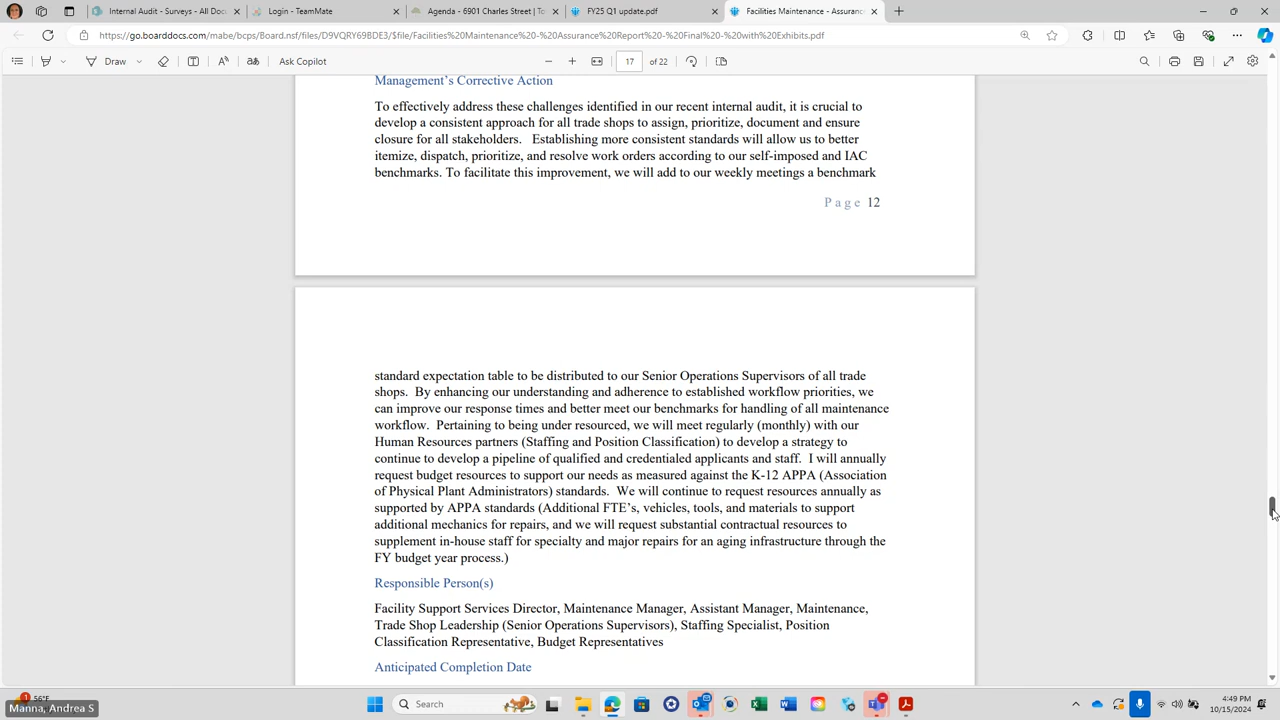 Internal Audit - Surveys - All Doc
Login - TeamMate
Agenda - 6901 Charles Street | To
FY25 Q1 update.pdf
Facilities Maintenance - Assuranc
https://go.boarddocs.com/mabe/bcps/Board.nsf/files/D9VQRY69BDE3/$file/Facilities%20Maintenance%20-%20Assurance%20Report%20-%20Final%20-%20with%20Exhibits.pdf
Draw
Ask Copilot
17 of 22
Management's Corrective Action
To effectively address these challenges identified in our recent internal audit, it is crucial to
develop a consistent approach for all trade shops to assign, prioritize, document and ensure
closure for all stakeholders. Establishing more consistent standards will allow us to better
itemize, dispatch, prioritize, and resolve work orders according to our self-imposed and IAC
benchmarks. To facilitate this improvement, we will add to our weekly meetings a benchmark
Page 12
standard expectation table to be distributed to our Senior Operations Supervisors of all trade
shops. By enhancing our understanding and adherence to established workflow priorities, we
can improve our response times and better meet our benchmarks for handling of all maintenance
workflow. Pertaining to being under resourced, we will meet regularly (monthly) with our
Human Resources partners (Staffing and Position Classification) to develop a strategy to
continue to develop a pipeline of qualified and credentialed applicants and staff. I will annually
request budget resources to support our needs as measured against the K-12 APPA (Association
of Physical Plant Administrators) standards. We will continue to request resources annually as
supported by APPA standards (Additional FTE's, vehicles, tools, and materials to support
additional mechanics for repairs, and we will request substantial contractual resources to
supplement in-house staff for specialty and major repairs for an aging infrastructure through the
FY budget year process.)
Responsible Person(s)
Facility Support Services Director, Maintenance Manager, Assistant Manager, Maintenance,
Trade Shop Leadership (Senior Operations Supervisors), Staffing Specialist, Position
Classification Representative, Budget Representatives
Anticipated Completion Date
56°F
Manna, Andrea S
Search
4:49 PM
10/15/2024